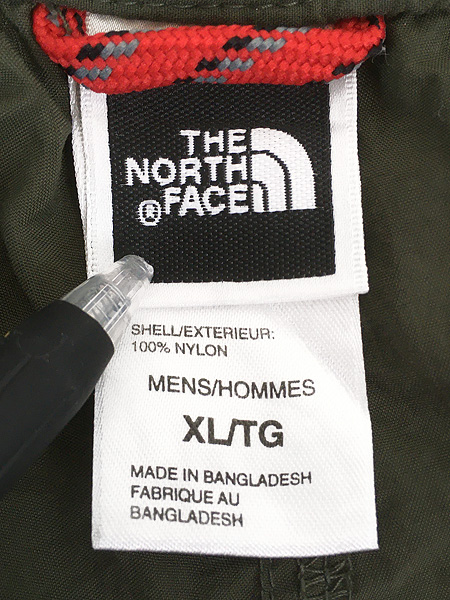 THE
NORTH
® FACE
SHELL/EXTERIEUR:
100% NYLON
MENS/HOMMES
XL/TG
MADE IN BANGLADESH
FABRIQUE AU
BANGLADESH